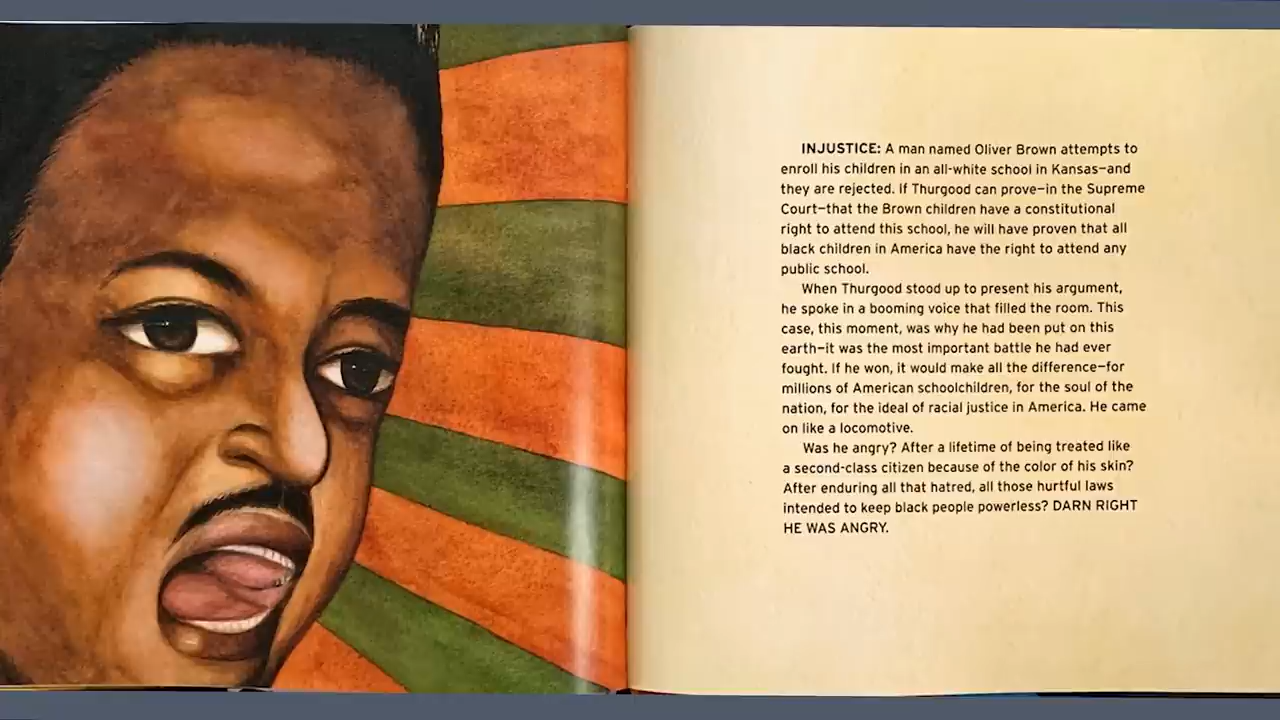 INJUSTICE: A man named Oliver Brown attempts to
enroll his children in an all-white school in Kansas—and
they are rejected. If Thurgood can prove—in the Supreme
Court—that the Brown children have a constitutional
right to attend this school, he will have proven that all
black children in America have the right to attend any
public school.
When Thurgood stood up to present his argument,
he spoke in a booming voice that filled the room. This
case, this moment, was why he had been put on this
earth—it was the most important battle he had ever
fought. If he won, it would make all the difference—for
millions of American schoolchildren, for the soul of the
nation, for the ideal of racial justice in America. He came
on like a locomotive.
Was he angry? After a lifetime of being treated like
a second-class citizen because of the color of his skin?
After enduring all that hatred, all those hurtful laws
intended to keep black people powerless? DARN RIGHT
HE WAS ANGRY.